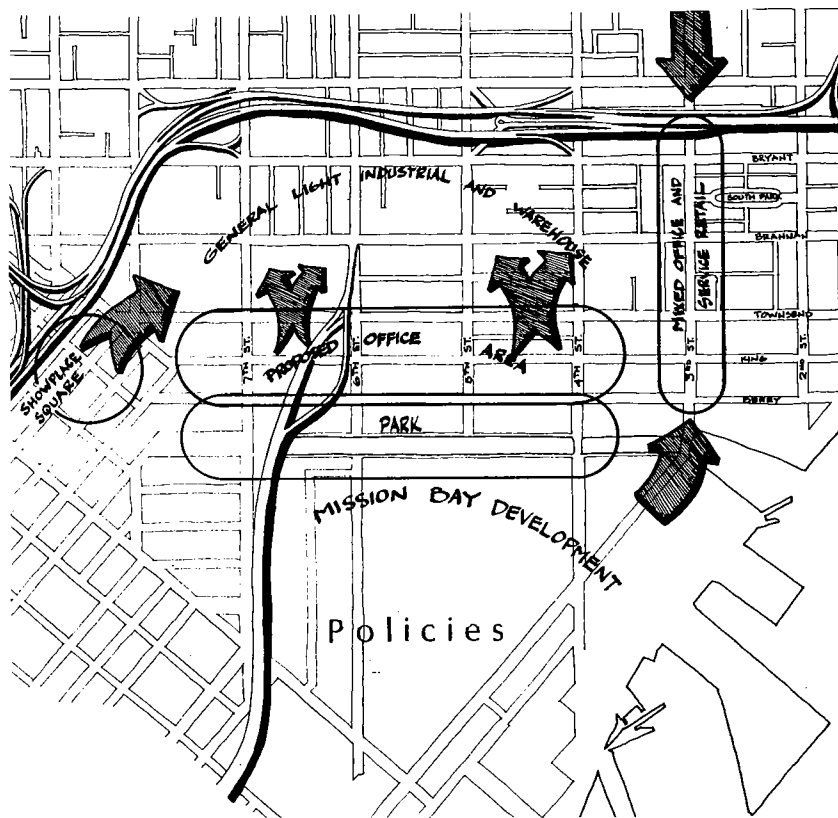 BRYANT
GENERAL LIGHT INDUSTRIAL AND WAREHOUSE
SOUTH PARK
MIXED OFFICE AND
SERVICE RETAIL
BRANNAN
TOWNSEND
PROPOSED OFFICE AREA
7TH ST.
6TH ST.
5TH ST.
4TH ST.
3RD ST.
2ND ST.
KING
SHOWPLACE
SQUARE
BERRY
PARK
MISSION BAY DEVELOPMENT
Policies